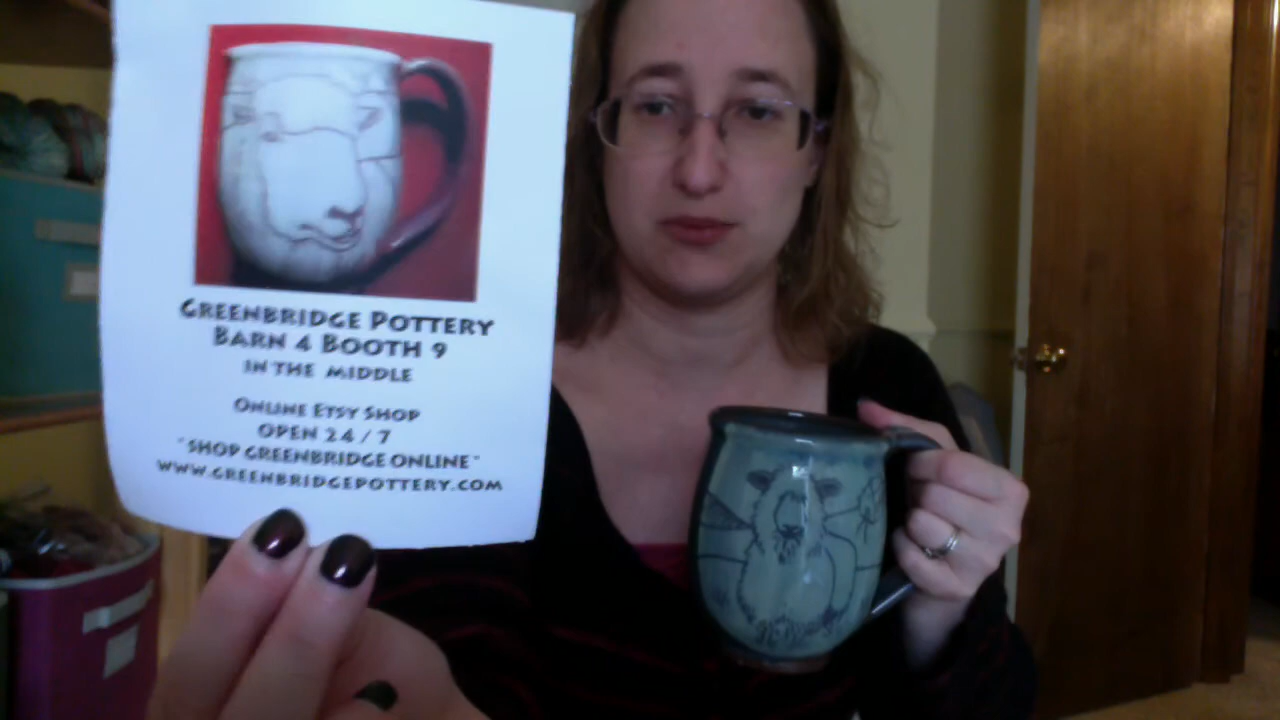 GREENBRIDGE POTTERY
BARN 4 BOOTH 9
IN THE MIDDLE
ONLINE ETSY SHOP
OPEN 24 / 7
"SHOP GREENBRIDGE ONLINE"
WWW.GREENBRIDGEPOTTERY.COM